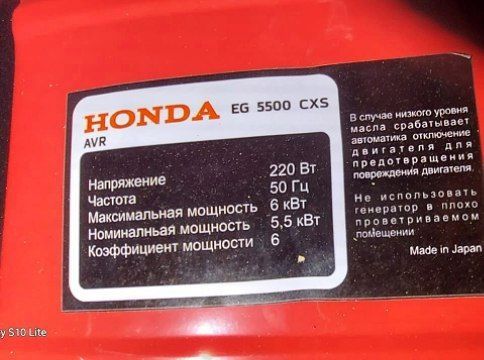 HONDA EG 5500 CXS
AVR
Напряжение 220 Вт
Частота 50 Гц
Максимальная мощность 6 кВт
Номинальная мощность 5,5 кВт
Коэффициент мощности 6
В случае низкого уровня
масла срабатывает
автоматика отключение
двигателя для
предотвращения
повреждения двигателя.
Не использовать
генератор в плохо
проветриваемом
помещении
Made in Japan
y S10 Lite